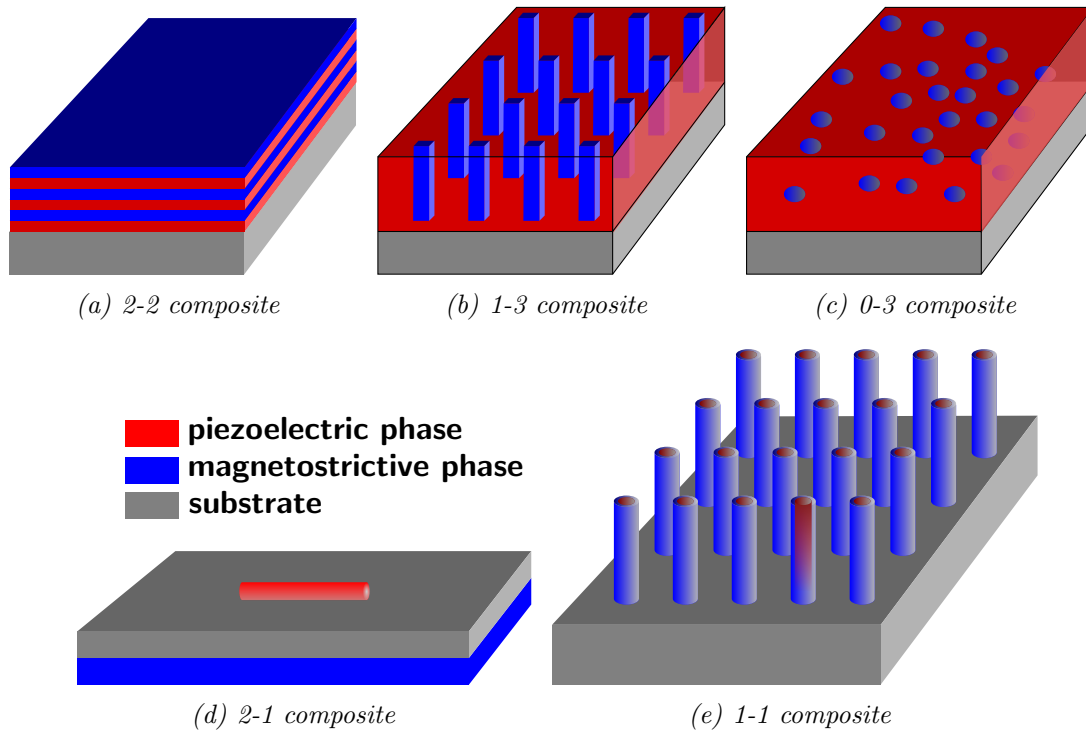 (a) 2-2 composite
(b) 1-3 composite
(c) 0-3 composite
piezoelectric phase
magnetostrictive phase
substrate
(d) 2-1 composite
(e) 1-1 composite